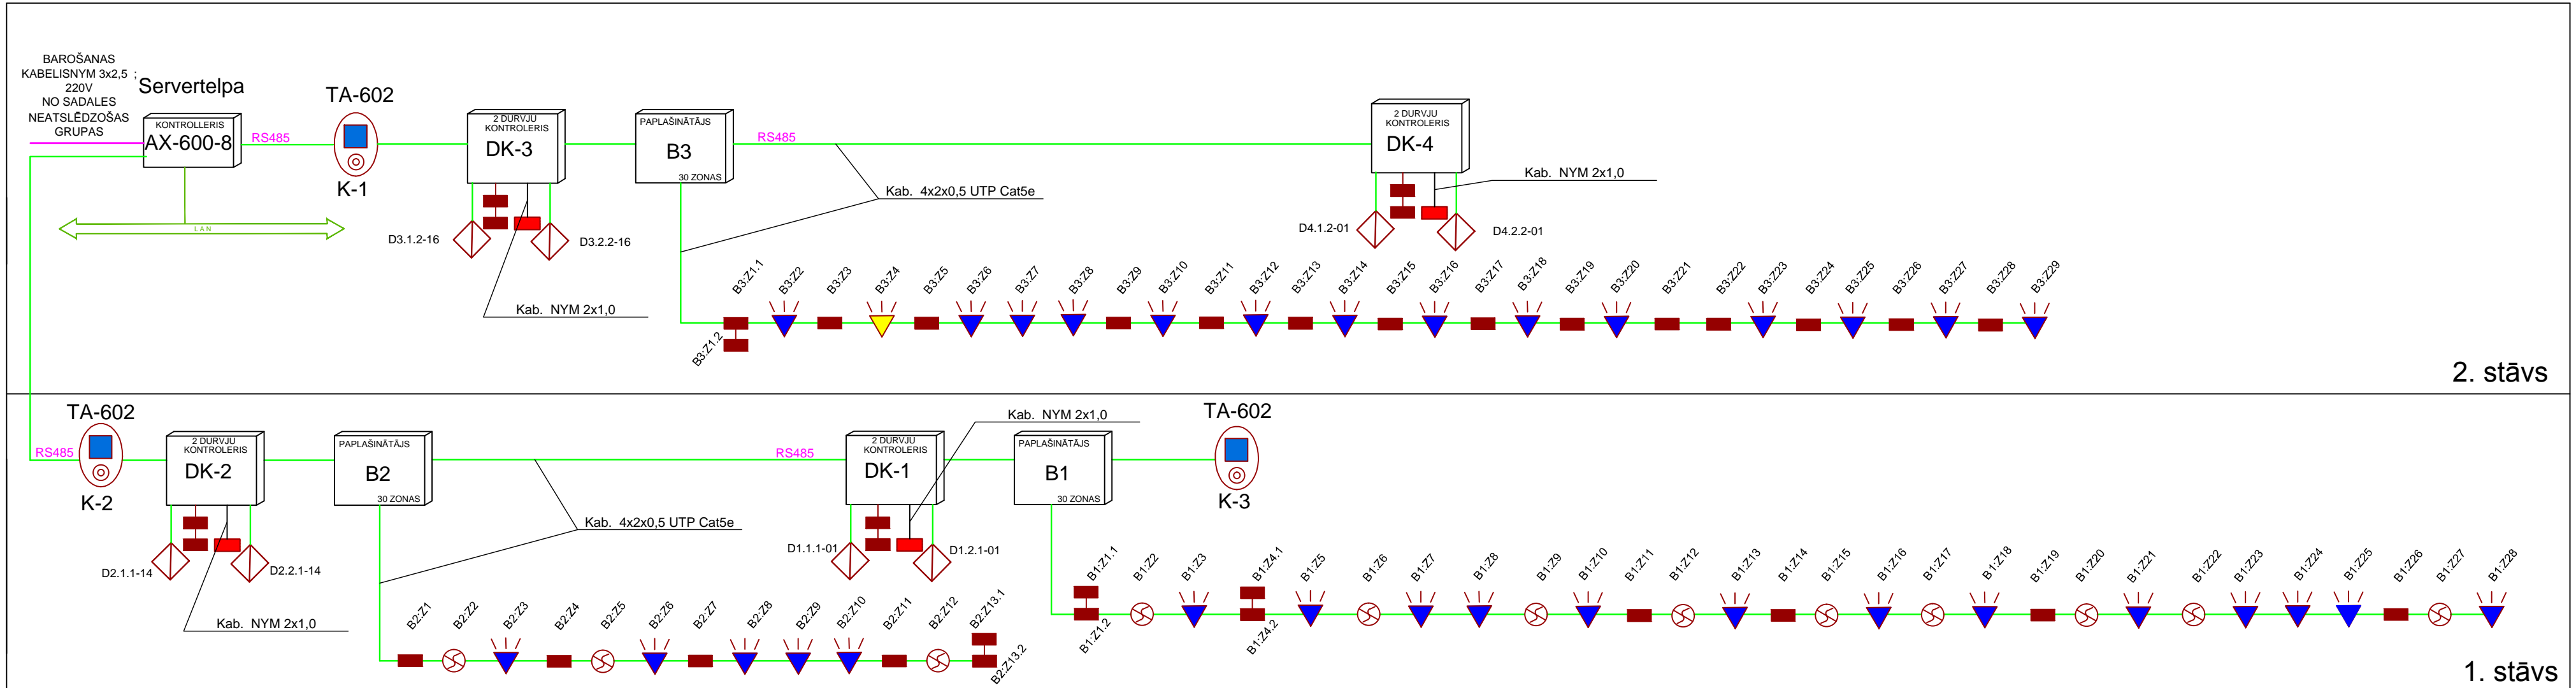 BAROŠANAS
KABELISNYM 3x2,5 ;
220V
NO SADALES
NEATSLĒDZOŠAS
GRUPAS
Servertelpa
KONTROLLERIS
AX-600-8
RS485
LAN
TA-602
K-1
2 DURVJU
KONTROLERIS
DK-3
D3.1.2-16
D3.2.2-16
Kab. NYM 2x1,0
PAPLAŠINĀTĀJS
B3
30 ZONAS
RS485
Kab. 4x2x0,5 UTP Cat5e
2 DURVJU
KONTROLERIS
DK-4
Kab. NYM 2x1,0
D4.1.2-01
D4.2.2-01
B3:Z1.1
B3:Z1.2
B3:Z2
B3:Z3
B3:Z4
B3:Z5
B3:Z6
B3:Z7
B3:Z8
B3:Z9
B3:Z10
B3:Z11
B3:Z12
B3:Z13
B3:Z14
B3:Z15
B3:Z16
B3:Z17
B3:Z18
B3:Z19
B3:Z20
B3:Z21
B3:Z22
B3:Z23
B3:Z24
B3:Z25
B3:Z26
B3:Z27
B3:Z28
B3:Z29
2. stāvs
RS485
TA-602
K-2
2 DURVJU
KONTROLERIS
DK-2
D2.1.1-14
D2.2.1-14
Kab. NYM 2x1,0
PAPLAŠINĀTĀJS
B2
30 ZONAS
Kab. 4x2x0,5 UTP Cat5e
RS485
2 DURVJU
KONTROLERIS
DK-1
D1.1.1-01
D1.2.1-01
Kab. NYM 2x1,0
PAPLAŠINĀTĀJS
B1
30 ZONAS
TA-602
K-3
B2:Z1
B2:Z2
B2:Z3
B2:Z4
B2:Z5
B2:Z6
B2:Z7
B2:Z8
B2:Z9
B2:Z10
B2:Z11
B2:Z12
B2:Z13.1
B2:Z13.2
B1:Z1.1
B1:Z1.2
B1:Z2
B1:Z3
B1:Z4.1
B1:Z4.2
B1:Z5
B1:Z6
B1:Z7
B1:Z8
B1:Z9
B1:Z10
B1:Z11
B1:Z12
B1:Z13
B1:Z14
B1:Z15
B1:Z16
B1:Z17
B1:Z18
B1:Z19
B1:Z20
B1:Z21
B1:Z22
B1:Z23
B1:Z24
B1:Z25
B1:Z26
B1:Z27
B1:Z28
1. stāvs